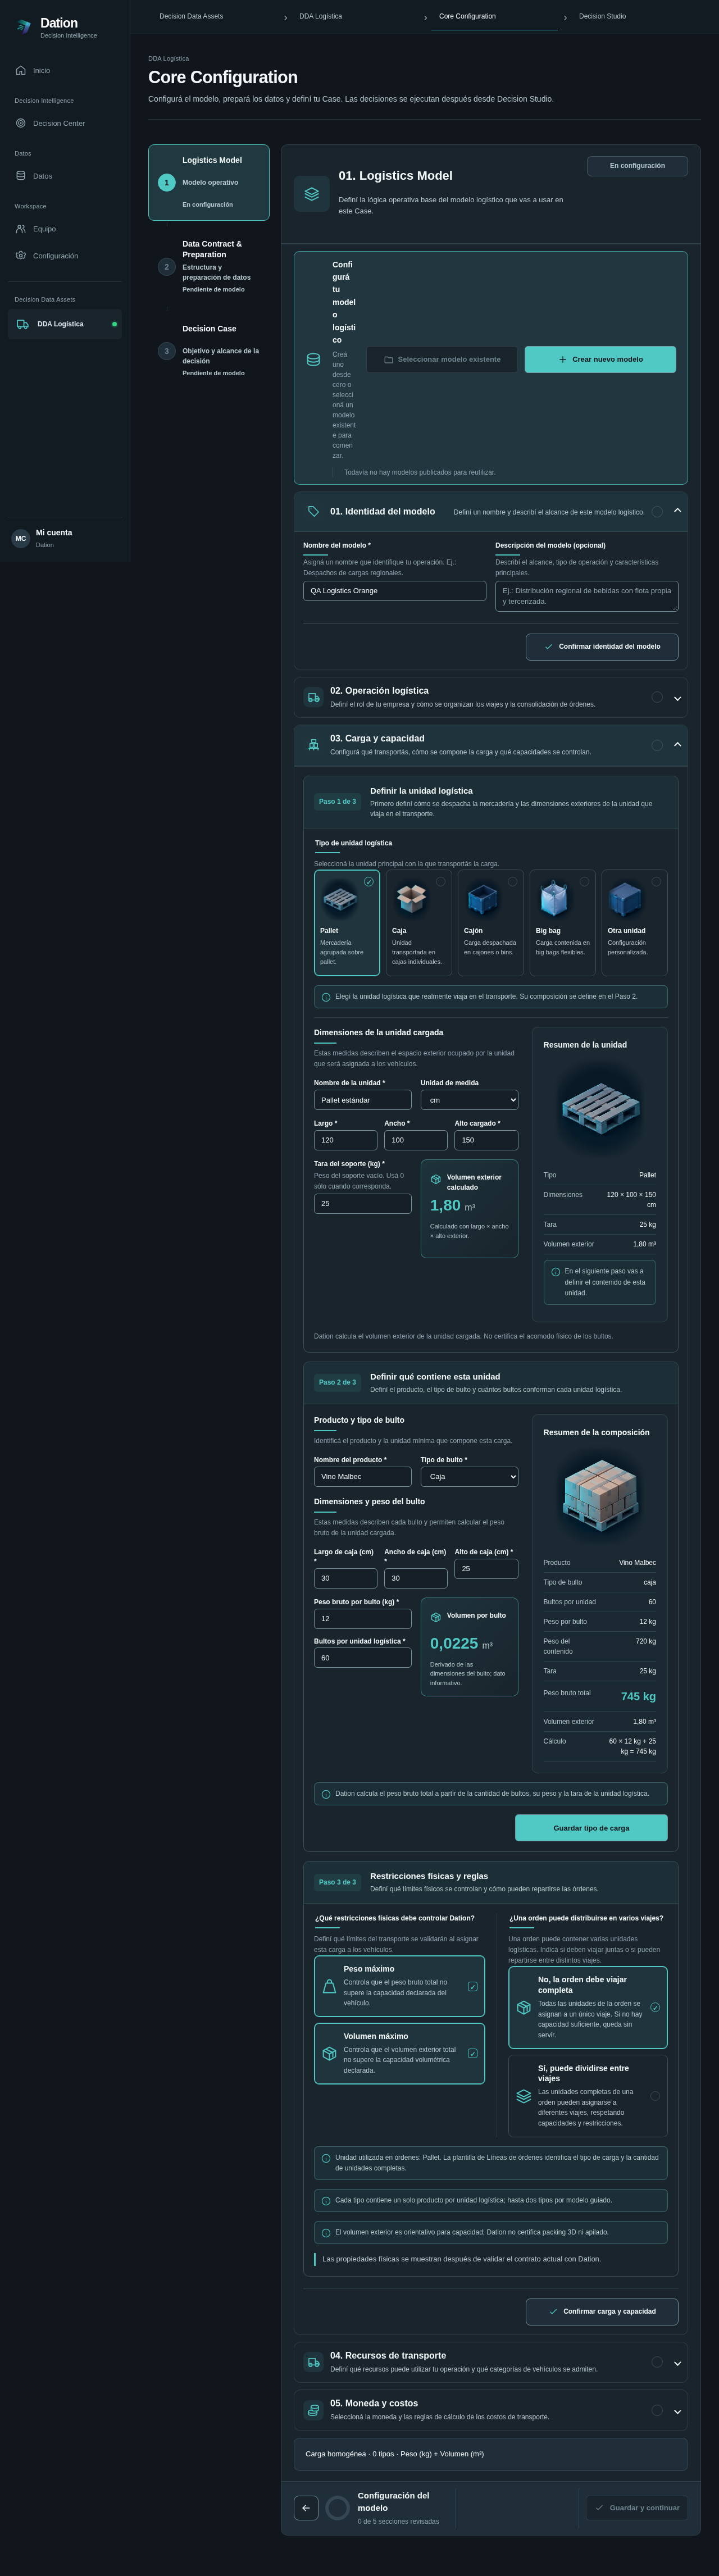 Dation
Decision Intelligence
Inicio
Decision Intelligence
Decision Center
Datos
Datos
Workspace
Equipo
Configuración
Decision Data Assets
DDA Logística
MC
Mi cuenta
Dation
Decision Data Assets
DDA Logística
Core Configuration
Decision Studio
DDA Logística
Core Configuration
Configurá el modelo, prepará los datos y definí tu Case. Las decisiones se ejecutan después desde Decision Studio.
1
Logistics Model
Modelo operativo
En configuración
2
Data Contract &
Preparation
Estructura y
preparación de datos
Pendiente de modelo
3
Decision Case
Objetivo y alcance de la
decisión
Pendiente de modelo
01. Logistics Model
Definí la lógica operativa base del modelo logístico que vas a usar en
este Case.
En configuración
Confi
gurá
tu
model
o
logísti
co
Creá
uno
desde
cero o
selecci
oná un
modelo
existent
e para
comen
zar.
Seleccionar modelo existente
Crear nuevo modelo
Todavía no hay modelos publicados para reutilizar.
01. Identidad del modelo
Definí un nombre y describí el alcance de este modelo logístico.
Nombre del modelo *
Asigná un nombre que identifique tu operación. Ej.:
Despachos de cargas regionales.
QA Logistics Orange
Descripción del modelo (opcional)
Describí el alcance, tipo de operación y características
principales.
Ej.: Distribución regional de bebidas con flota propia
y tercerizada.
Confirmar identidad del modelo
02. Operación logística
Definí el rol de tu empresa y cómo se organizan los viajes y la consolidación de órdenes.
03. Carga y capacidad
Configurá qué transportás, cómo se compone la carga y qué capacidades se controlan.
Paso 1 de 3
Definir la unidad logística
Primero definí cómo se despacha la mercadería y las dimensiones exteriores de la unidad que
viaja en el transporte.
Tipo de unidad logística
Seleccioná la unidad principal con la que transportás la carga.
Pallet
Mercadería
agrupada sobre
pallet.
Caja
Unidad
transportada en
cajas individuales.
Cajón
Carga despachada
en cajones o bins.
Big bag
Carga contenida en
big bags flexibles.
Otra unidad
Configuración
personalizada.
Elegí la unidad logística que realmente viaja en el transporte. Su composición se define en el Paso 2.
Dimensiones de la unidad cargada
Estas medidas describen el espacio exterior ocupado por la unidad
que será asignada a los vehículos.
Nombre de la unidad *
Pallet estándar
Unidad de medida
cm
Largo *
120
Ancho *
100
Alto cargado *
150
Tara del soporte (kg) *
Peso del soporte vacío. Usá 0
sólo cuando corresponda.
25
Volumen exterior
calculado
1,80 m³
Calculado con largo × ancho
× alto exterior.
Resumen de la unidad
Tipo Pallet
Dimensiones 120 × 100 × 150
cm
Tara 25 kg
Volumen exterior 1,80 m³
En el siguiente paso vas a
definir el contenido de esta
unidad.
Dation calcula el volumen exterior de la unidad cargada. No certifica el acomodo físico de los bultos.
Paso 2 de 3
Definir qué contiene esta unidad
Definí el producto, el tipo de bulto y cuántos bultos conforman cada unidad logística.
Producto y tipo de bulto
Identificá el producto y la unidad mínima que compone esta carga.
Nombre del producto *
Vino Malbec
Tipo de bulto *
Caja
Dimensiones y peso del bulto
Estas medidas describen cada bulto y permiten calcular el peso
bruto de la unidad cargada.
Largo de caja (cm)
*
30
Ancho de caja (cm)
*
30
Alto de caja (cm) *
25
Peso bruto por bulto (kg) *
12
Bultos por unidad logística *
60
Volumen por bulto
0,0225 m³
Derivado de las
dimensiones del bulto; dato
informativo.
Resumen de la composición
Producto Vino Malbec
Tipo de bulto caja
Bultos por unidad 60
Peso por bulto 12 kg
Peso del
contenido 720 kg
Tara 25 kg
Peso bruto total 745 kg
Volumen exterior 1,80 m³
Cálculo 60 × 12 kg + 25
kg = 745 kg
Dation calcula el peso bruto total a partir de la cantidad de bultos, su peso y la tara de la unidad logística.
Guardar tipo de carga
Paso 3 de 3
Restricciones físicas y reglas
Definí qué límites físicos se controlan y cómo pueden repartirse las órdenes.
¿Qué restricciones físicas debe controlar Dation?
Definí qué límites del transporte se validarán al asignar
esta carga a los vehículos.
Peso máximo
Controla que el peso bruto total no
supere la capacidad declarada del
vehículo.
Volumen máximo
Controla que el volumen exterior total
no supere la capacidad volumétrica
declarada.
¿Una orden puede distribuirse en varios viajes?
Una orden puede contener varias unidades
logísticas. Indicá si deben viajar juntas o si pueden
repartirse entre distintos viajes.
No, la orden debe viajar
completa
Todas las unidades de la orden se
asignan a un único viaje. Si no hay
capacidad suficiente, queda sin
servir.
Sí, puede dividirse entre
viajes
Las unidades completas de una
orden pueden asignarse a
diferentes viajes, respetando
capacidades y restricciones.
Unidad utilizada en órdenes: Pallet. La plantilla de Líneas de órdenes identifica el tipo de carga y la cantidad
de unidades completas.
Cada tipo contiene un solo producto por unidad logística; hasta dos tipos por modelo guiado.
El volumen exterior es orientativo para capacidad; Dation no certifica packing 3D ni apilado.
Las propiedades físicas se muestran después de validar el contrato actual con Dation.
Confirmar carga y capacidad
04. Recursos de transporte
Definí qué recursos puede utilizar tu operación y qué categorías de vehículos se admiten.
05. Moneda y costos
Seleccioná la moneda y las reglas de cálculo de los costos de transporte.
Carga homogénea · 0 tipos · Peso (kg) + Volumen (m³)
Configuración del
modelo
0 de 5 secciones revisadas
Guardar y continuar